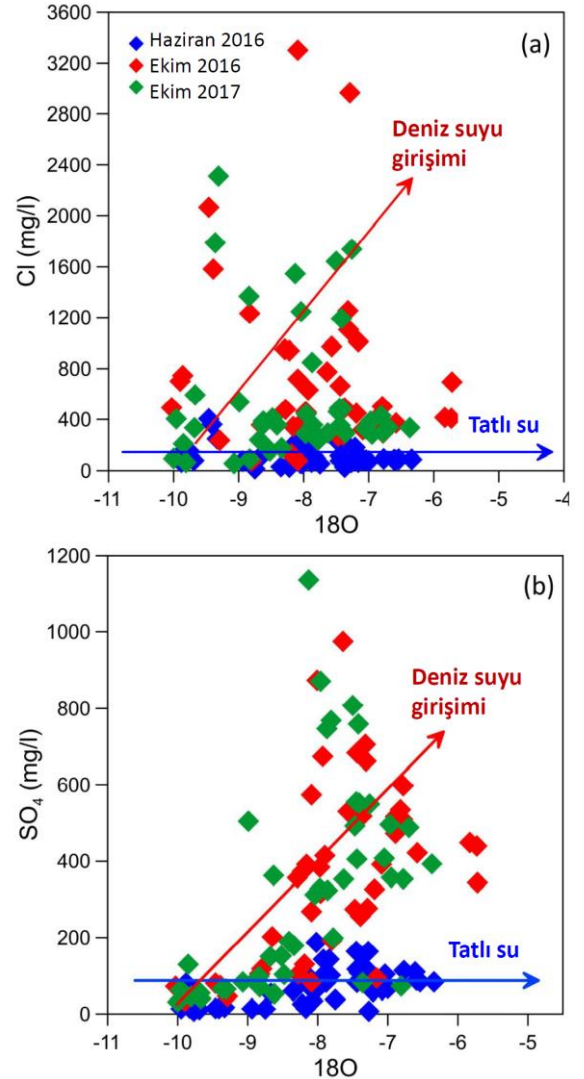 3600
3200
2800
2400
2000
1600
1200
800
400
0
Cl (mg/l)
Haziran 2016
Ekim 2016
Ekim 2017
(a)
Deniz suyu
girişimi
Tatlı su
-11
-10
-9
-8
-7
-6
-5
-4
18O
1200
1000
800
600
400
200
0
SO₄ (mg/l)
(b)
Deniz suyu
girişimi
Tatlı su
-11
-10
-9
-8
-7
-6
-5
18O